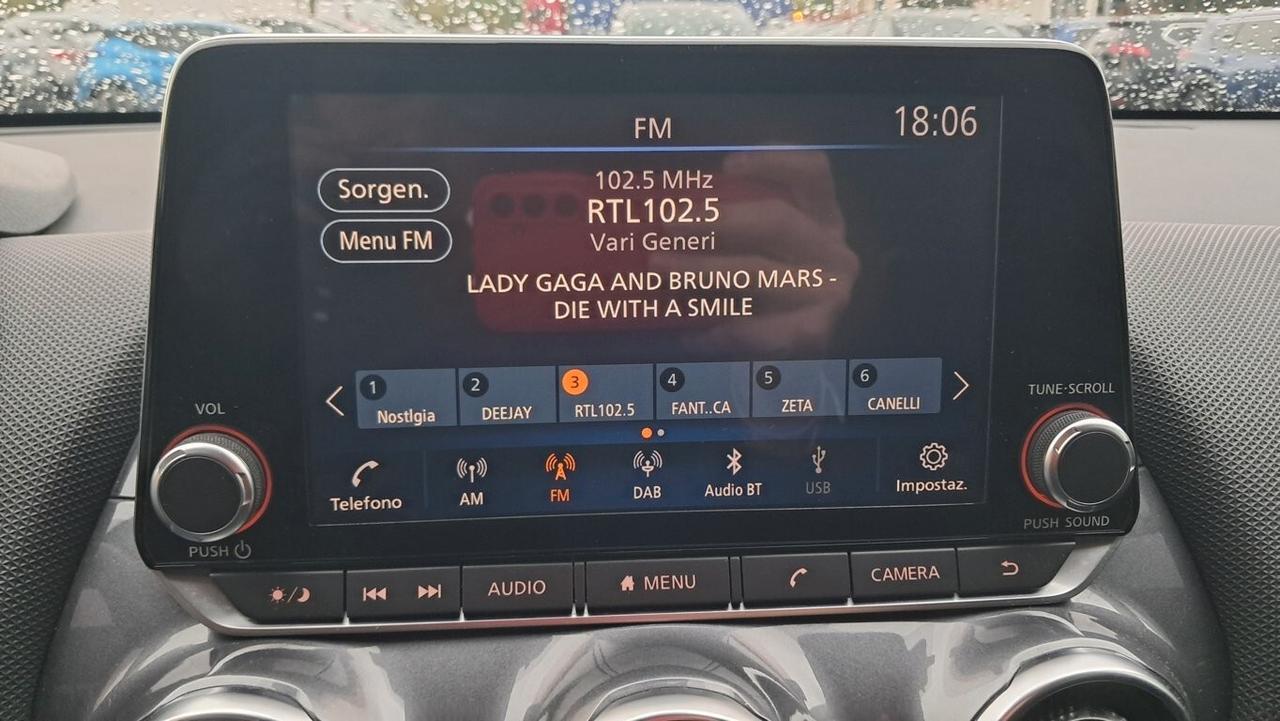 FM
18:06
Sorgen.
102.5 MHz
RTL102.5
Menu FM
Vari Generi
LADY GAGA AND BRUNO MARS -
DIE WITH A SMILE
1
Nostlgia
2
DEEJAY
3
RTL102.5
4
FANT..CA
5
ZETA
6
CANELLI
VOL
TUNE·SCROLL
Telefono
AM
FM
DAB
Audio BT
USB
Impostaz.
PUSH
PUSH SOUND
AUDIO
MENU
CAMERA